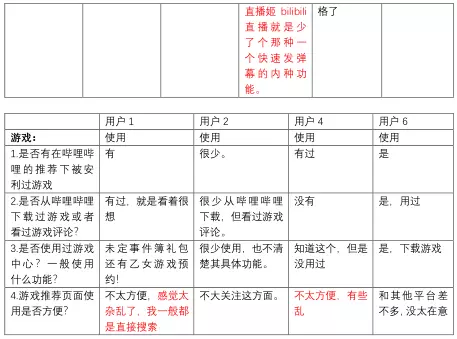 直播姬 bilibili
直播就是少
了个那种一
个快速发弹
幕的内种功
能。
格了
用户 1 用户 2 用户 4 用户 6
游戏： 使用 使用 使用 使用
1.是否有在哔哩哔
哩的推荐下被安
利过游戏
有
很少。
有过
是
2.是否从哔哩哔哩
下载过游戏或者
看过游戏评论？
有过，就是看着很
想
很少从哔哩哔哩
下载，但看过游戏
评论。
没有
是，用过
3.是否使用过游戏
中心？一般使用
什么功能？
未定事件簿礼包
还有乙女游戏预
约！
很少使用，也不清
楚其具体功能。
知道这个，但是
没用过
是，下载游戏
4.游戏推荐页面使
用是否方便？
不太方便，感觉太
杂乱了，我一般都
是直接搜索
不大关注这方面。
不太方便，有些
乱
和其他平台差
不多，没太在意